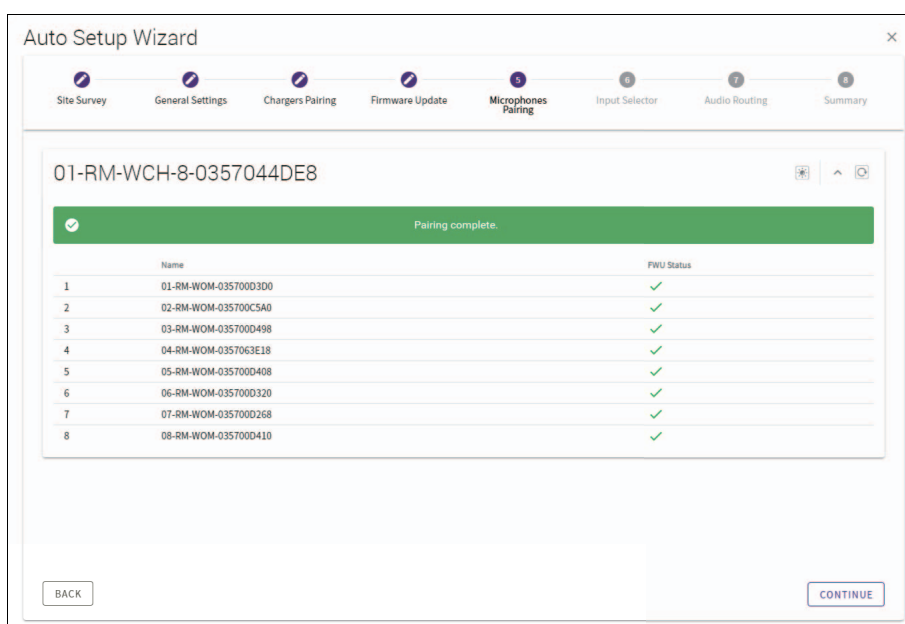 Auto Setup Wizard
5 6 7 8
Site Survey General Settings Chargers Pairing Firmware Update Microphones Pairing Input Selector Audio Routing Summary
01-RM-WCH-8-0357044DE8
Pairing complete.
Name FWU Status
1 01-RM-WOM-035700D3D0
2 02-RM-WOM-035700C5A0
3 03-RM-WOM-035700D498
4 04-RM-WOM-0357063E18
5 05-RM-WOM-035700D408
6 06-RM-WOM-035700D320
7 07-RM-WOM-035700D268
8 08-RM-WOM-035700D410
BACK CONTINUE